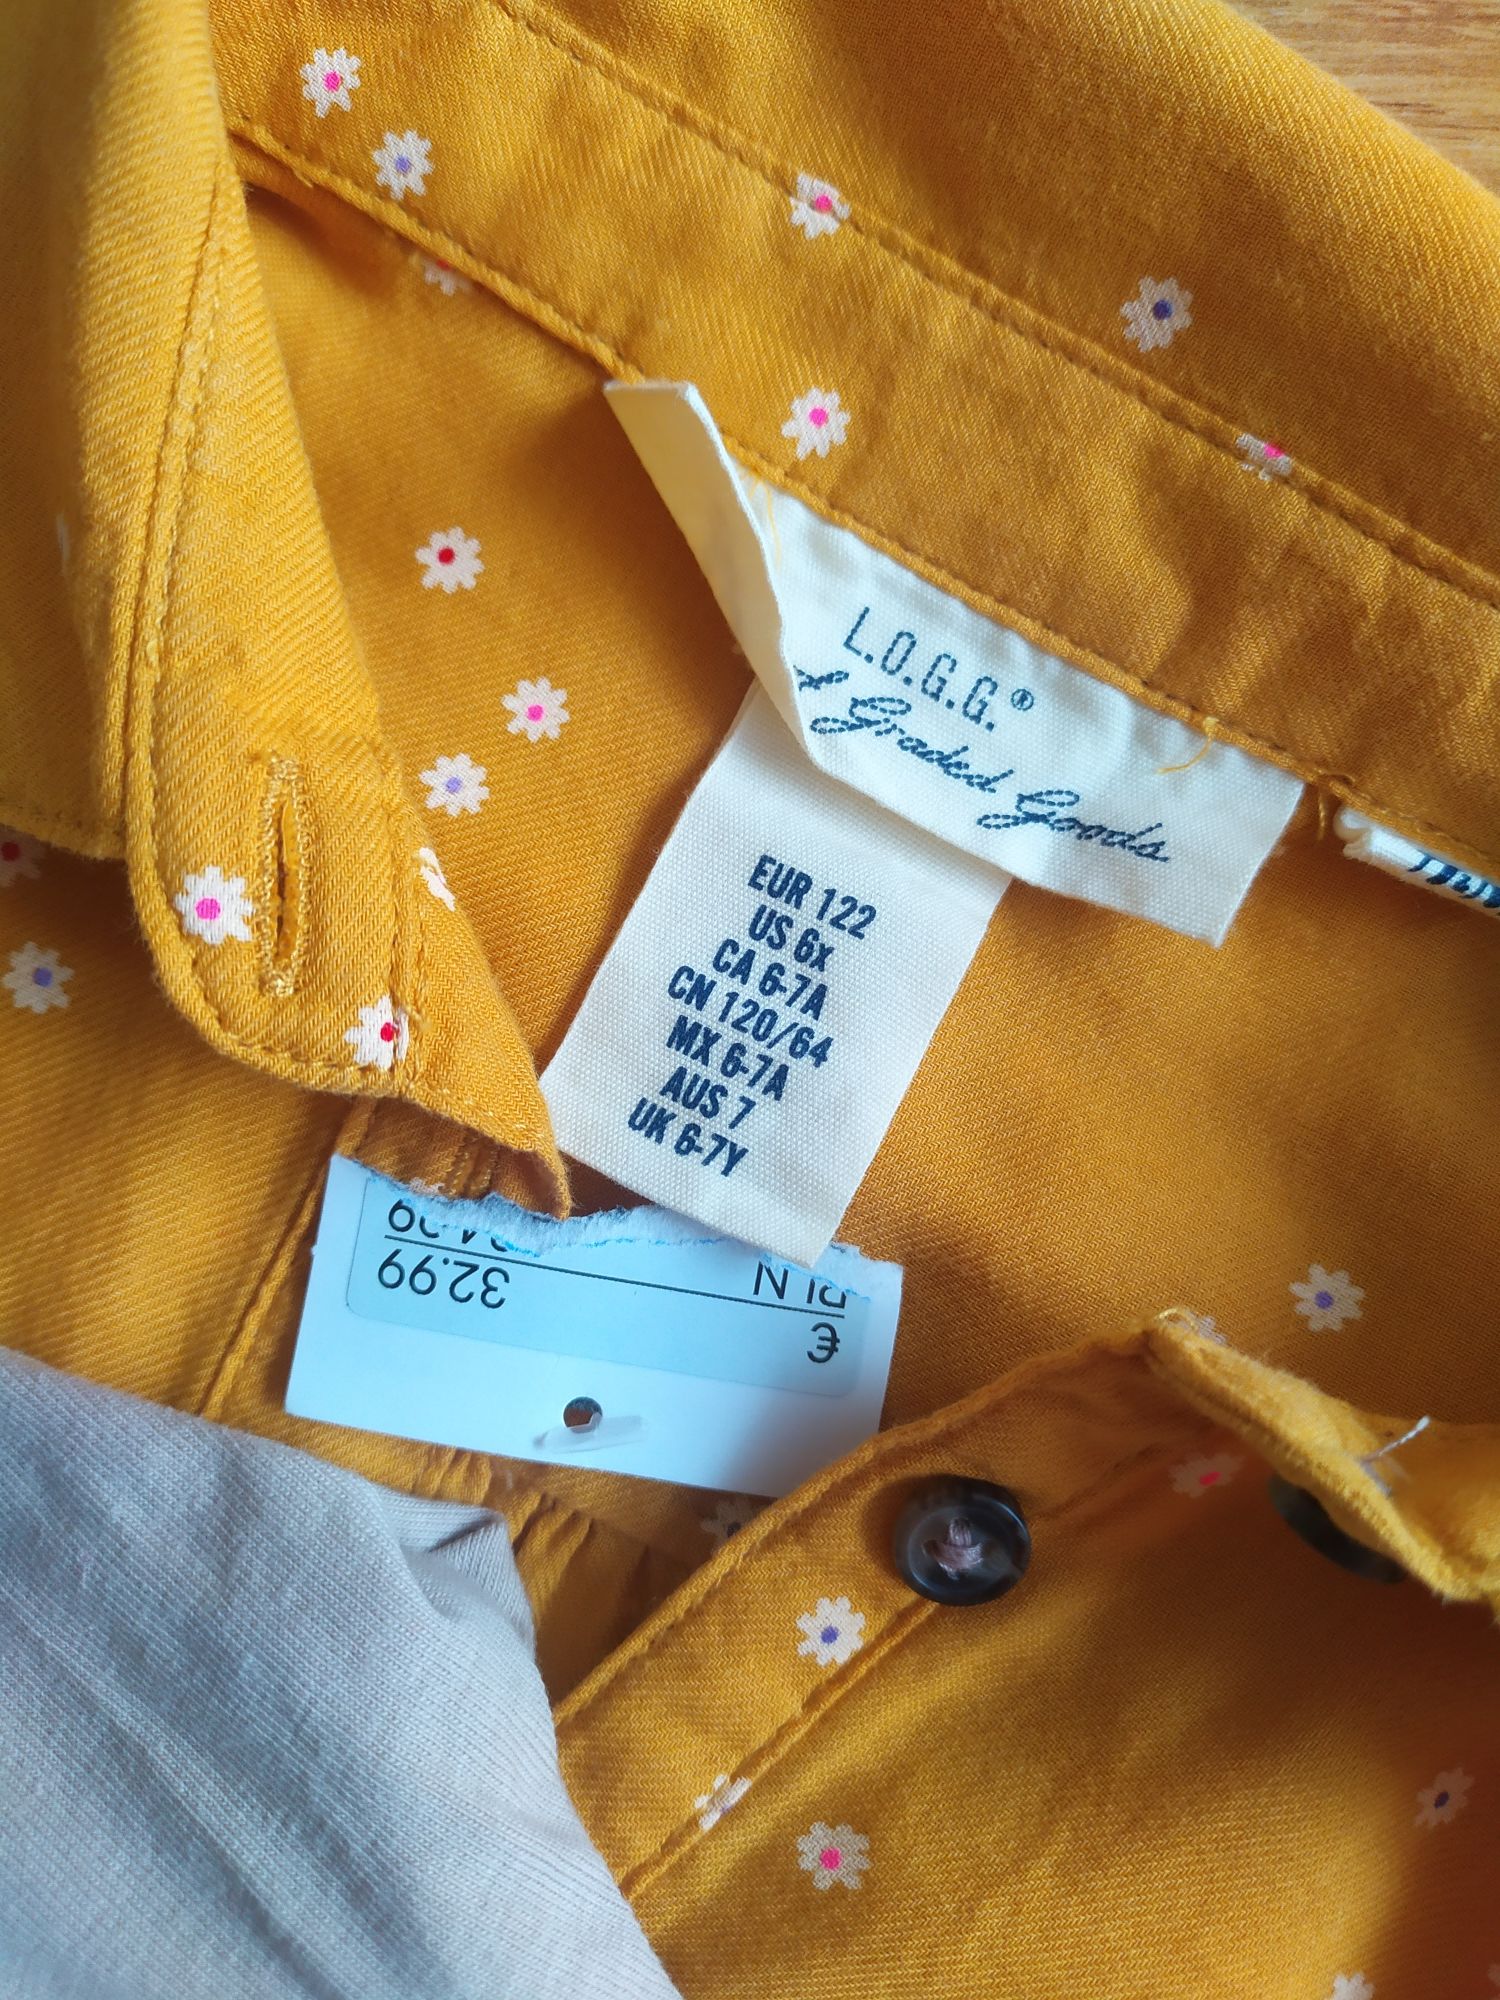 L.O.G.G.®
Graded Goods
EUR 122
US 6X
CA 6-7A
CN 120/64
MX 6-7A
AUS 7
UK 6-7Y
€ 32.99
PLN